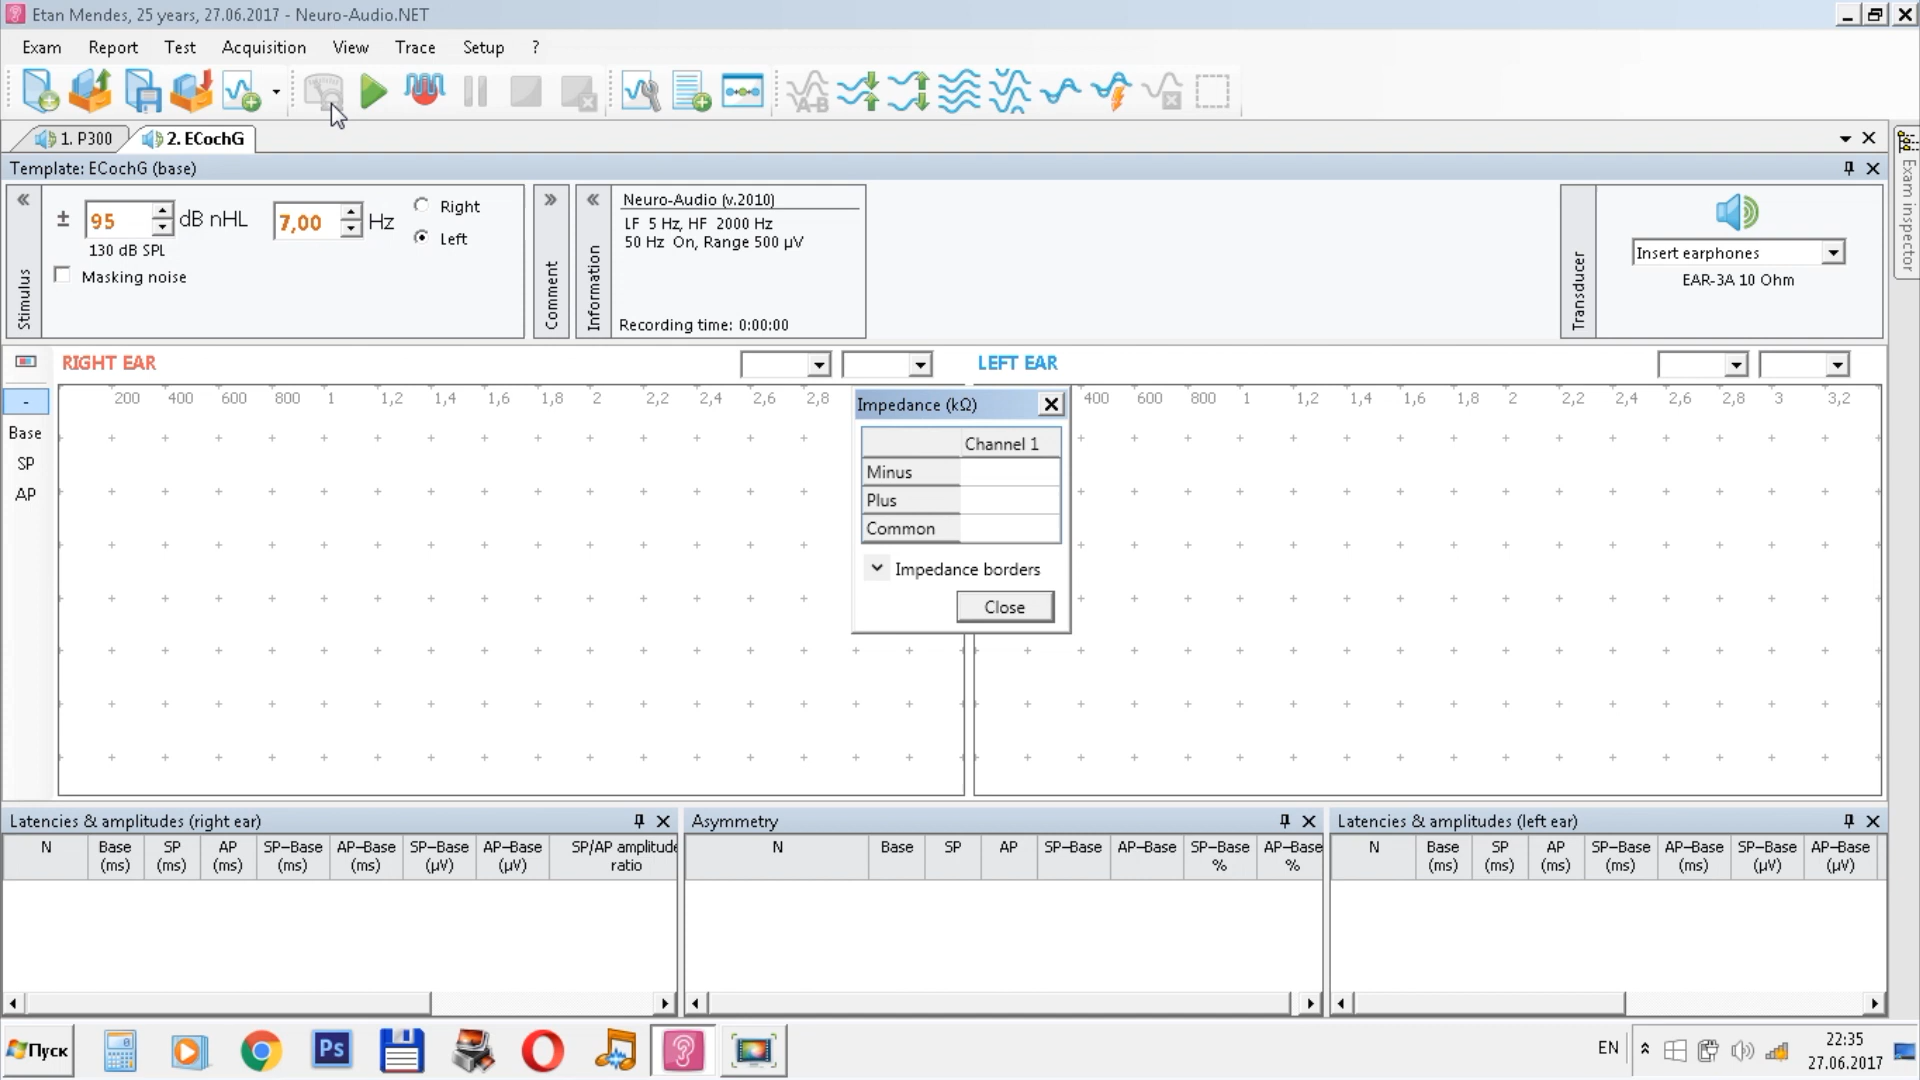 Etan Mendes, 25 years, 27.06.2017 - Neuro-Audio.NET
Exam Report Test Acquisition View Trace Setup ?
A-B
1. P300 2. ECochG
Template: ECochG (base)
Stimulus
± 95 dB nHL 7,00 Hz
130 dB SPL
Masking noise
Right
Left
Comment
Information
Neuro-Audio (v.2010)
LF 5 Hz, HF 2000 Hz
50 Hz On, Range 500 µV
Recording time: 0:00:00
Transducer
Insert earphones
EAR-3A 10 Ohm
Exam inspector
RIGHT EAR
LEFT EAR
-
Base
SP
AP
200 400 600 800 1 1,2 1,4 1,6 1,8 2 2,2 2,4 2,6 2,8
400 600 800 1 1,2 1,4 1,6 1,8 2 2,2 2,4 2,6 2,8 3 3,2
Impedance (kΩ)
Channel 1
Minus
Plus
Common
Impedance borders
Close
Latencies & amplitudes (right ear)
N Base (ms) SP (ms) AP (ms) SP-Base (ms) AP-Base (ms) SP-Base (µV) AP-Base (µV) SP/AP amplitude ratio
Asymmetry
N Base SP AP SP-Base AP-Base SP-Base % AP-Base %
Latencies & amplitudes (left ear)
N Base (ms) SP (ms) AP (ms) SP-Base (ms) AP-Base (ms) SP-Base (µV) AP-Base (µV)
Пуск
Ps
EN
22:35
27.06.2017